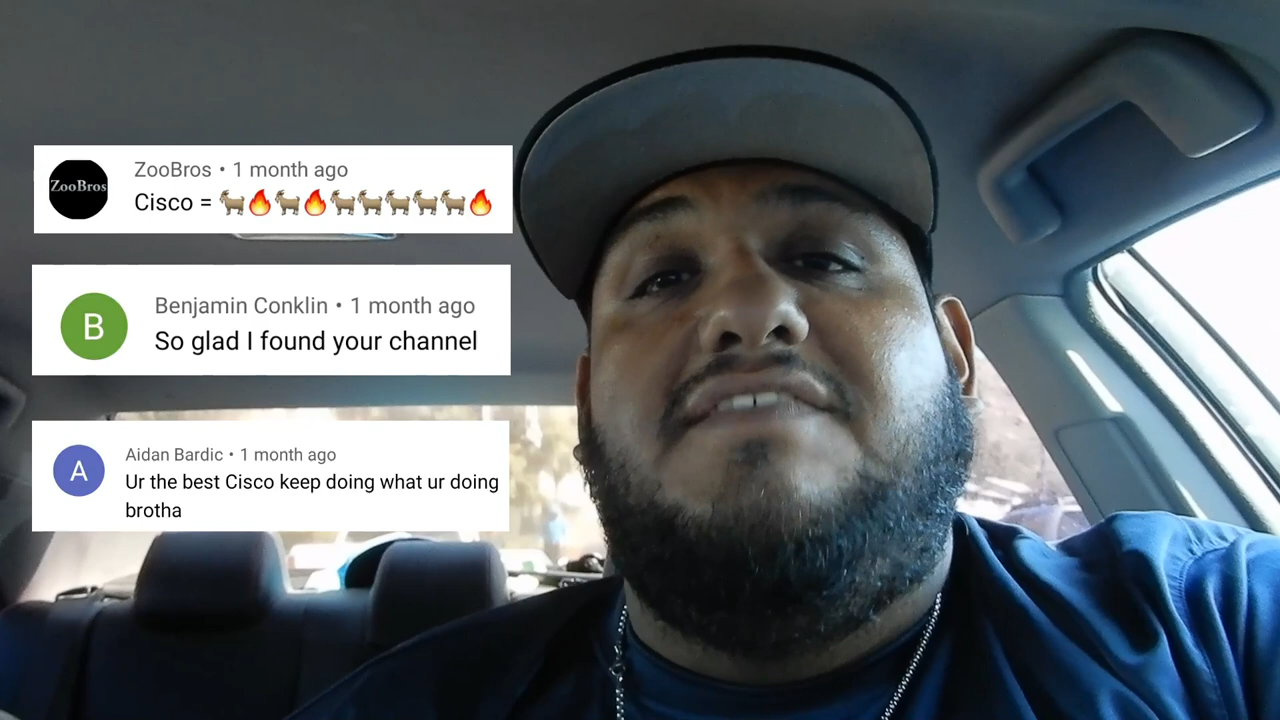 ZooBros
ZooBros • 1 month ago
Cisco = 🐐🔥🐐🔥🐐🐐🐐🐐🐐🔥
B
Benjamin Conklin • 1 month ago
So glad I found your channel
A
Aidan Bardic • 1 month ago
Ur the best Cisco keep doing what ur doing
brotha